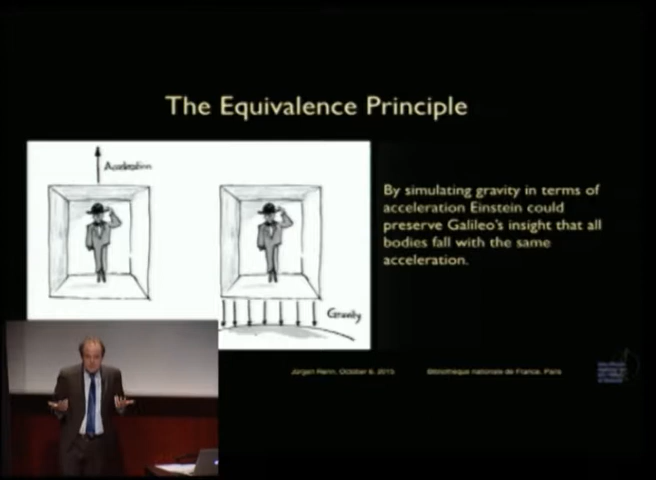 The Equivalence Principle
Acceleration
By simulating gravity in terms of
acceleration Einstein could
preserve Galileo's insight that all
bodies fall with the same
acceleration.
Gravity
Jürgen Renn, October 6, 2015
Bibliothèque nationale de France, Paris